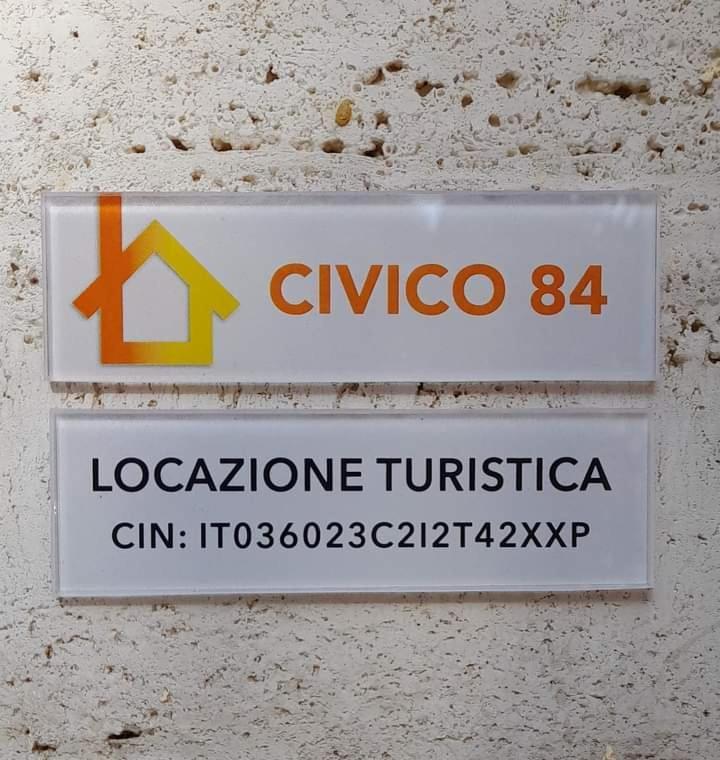 CIVICO 84
LOCAZIONE TURISTICA
CIN: IT036023C2I2T42XXP